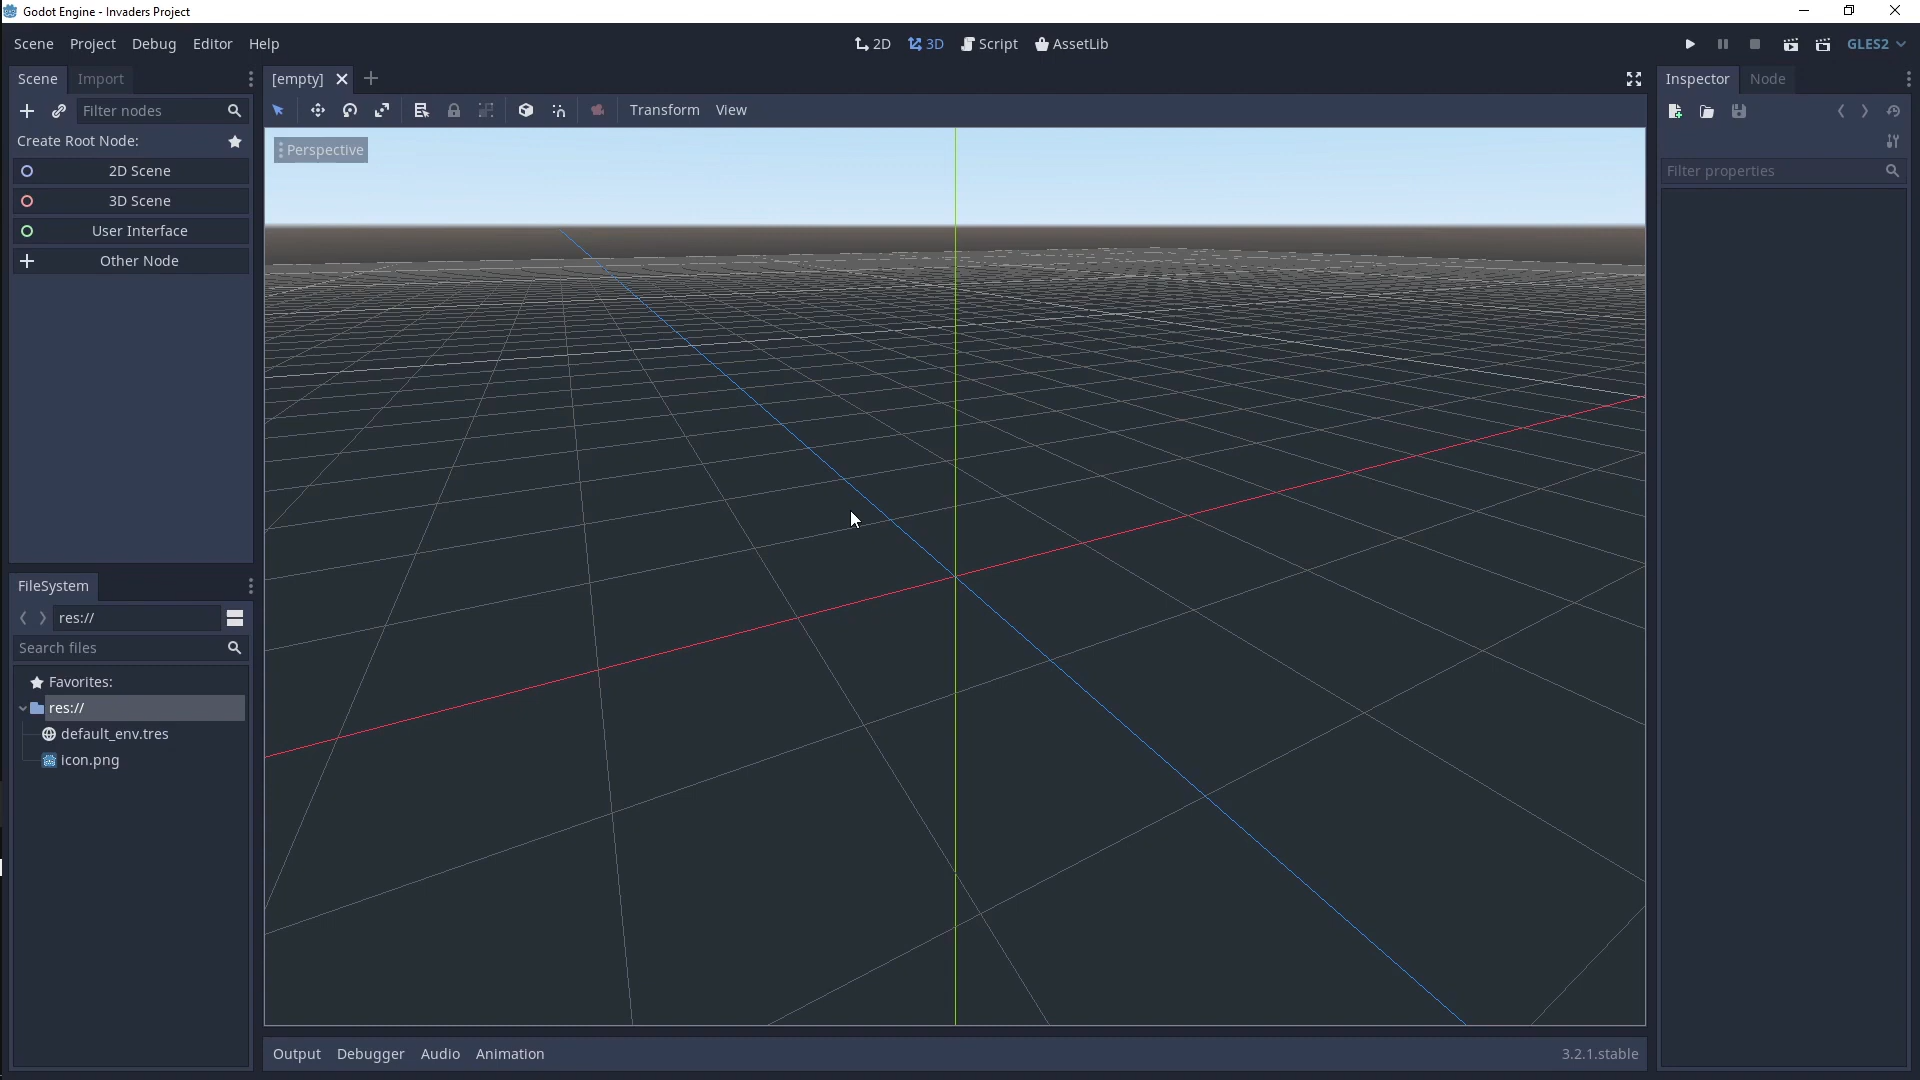 Godot Engine - Invaders Project
Scene Project Debug Editor Help
2D 3D Script AssetLib
GLES2
Scene Import
[empty]
Inspector Node
Filter nodes
Transform View
Create Root Node:
Perspective
2D Scene
Filter properties
3D Scene
User Interface
Other Node
FileSystem
res://
Search files
Favorites:
res://
default_env.tres
icon.png
Output Debugger Audio Animation
3.2.1.stable